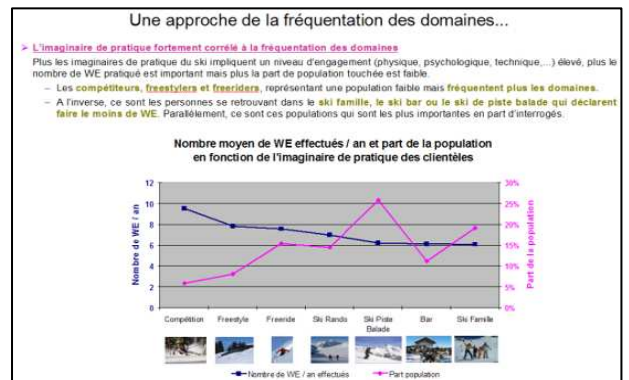 Une approche de la fréquentation des domaines...
➢ L'imaginaire de pratique fortement corrélé à la fréquentation des domaines
Plus les imaginaires de pratique du ski impliquent un niveau d'engagement (physique, psychologique, technique,...) élevé, plus le
nombre de WE pratiqué est important mais plus la part de population touchée est faible.
– Les compétiteurs, freestylers et freeriders, représentant une population faible mais fréquentent plus les domaines.
– A l'inverse, ce sont les personnes se retrouvant dans le ski famille, le ski bar ou le ski de piste balade qui déclarent
faire le moins de WE. Parallèlement, ce sont ces populations qui sont les plus importantes en part d'interrogés.
Nombre moyen de WE effectués / an et part de la population
en fonction de l'imaginaire de pratique des clientèles
Nombre de WE / an
12
10
8
6
4
2
0
30%
25%
20%
15%
10%
5%
0%
Part de la population
Compétition
Freestyle
Freeride
Ski Rando
Ski Piste
Balade
Bar
Ski Famille
Nombre de WE / an effectués
Part population